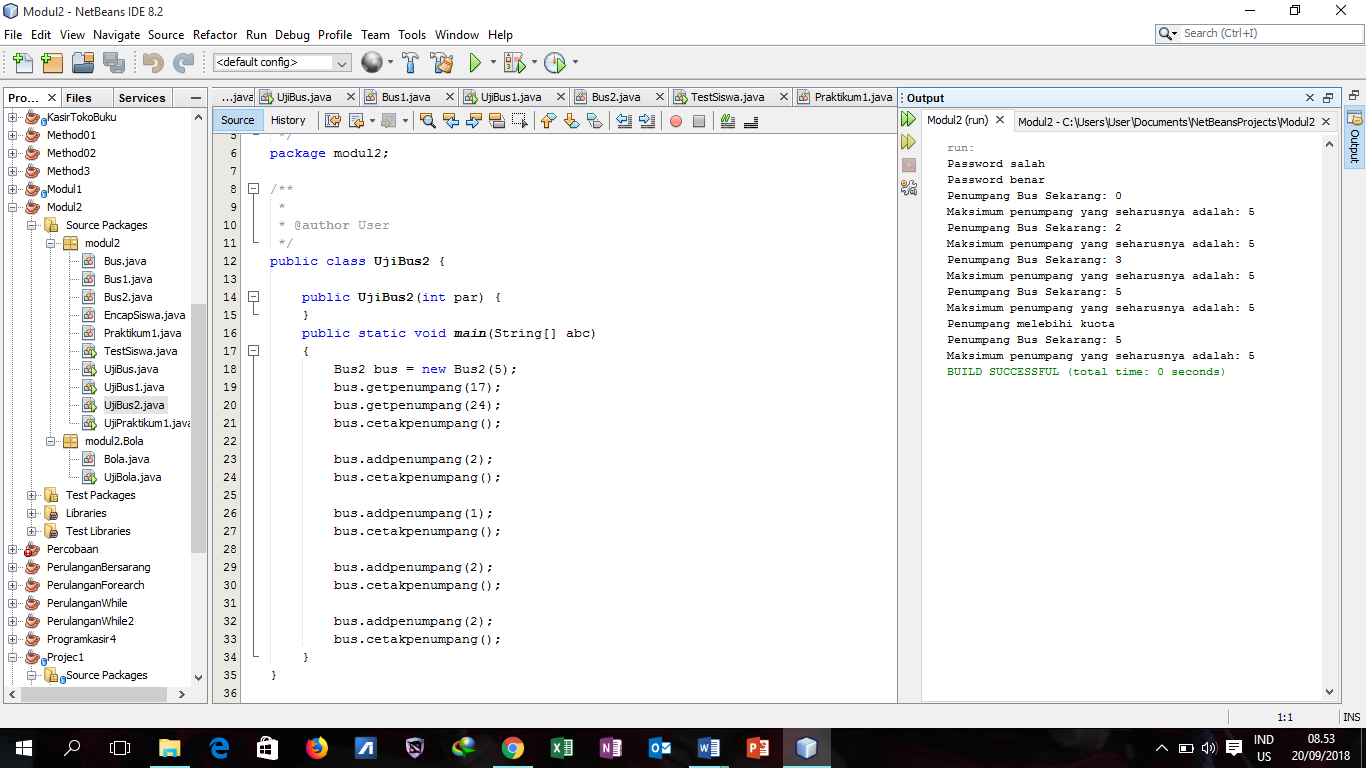 Modul2 - NetBeans IDE 8.2
File Edit View Navigate Source Refactor Run Debug Profile Team Tools Window Help
Search (Ctrl+I)
<default config>
Pro... Files Services
KasirTokoBuku
Method01
Method02
Method3
Modul1
Modul2
Source Packages
modul2
Bus.java
Bus1.java
Bus2.java
EncapSiswa.java
Praktikum1.java
TestSiswa.java
UjiBus.java
UjiBus1.java
UjiBus2.java
UjiPraktikum1.java
modul2.Bola
Bola.java
UjiBola.java
Test Packages
Libraries
Test Libraries
Percobaan
PerulanganBersarang
PerulanganForearch
PerulanganWhile
PerulanganWhile2
Programkasir4
Projec1
Source Packages
...java UjiBus.java Bus1.java UjiBus1.java Bus2.java TestSiswa.java Praktikum1.java
Source History
5 */
6 package modul2;
7
8 /**
9 *
10 * @author User
11 */
12 public class UjiBus2 {
13
14 public UjiBus2(int par) {
15 }
16 public static void main(String[] abc)
17 {
18 Bus2 bus = new Bus2(5);
19 bus.getpenumpang(17);
20 bus.getpenumpang(24);
21 bus.cetakpenumpang();
22
23 bus.addpenumpang(2);
24 bus.cetakpenumpang();
25
26 bus.addpenumpang(1);
27 bus.cetakpenumpang();
28
29 bus.addpenumpang(2);
30 bus.cetakpenumpang();
31
32 bus.addpenumpang(2);
33 bus.cetakpenumpang();
34 }
35 }
36
Output
Modul2 (run) Modul2 - C:\Users\User\Documents\NetBeansProjects\Modul2
run:
Password salah
Password benar
Penumpang Bus Sekarang: 0
Maksimum penumpang yang seharusnya adalah: 5
Penumpang Bus Sekarang: 2
Maksimum penumpang yang seharusnya adalah: 5
Penumpang Bus Sekarang: 3
Maksimum penumpang yang seharusnya adalah: 5
Penumpang Bus Sekarang: 5
Maksimum penumpang yang seharusnya adalah: 5
Penumpang melebihi kuota
Penumpang Bus Sekarang: 5
Maksimum penumpang yang seharusnya adalah: 5
BUILD SUCCESSFUL (total time: 0 seconds)
Output
1:1 INS
IND
US
08.53
20/09/2018